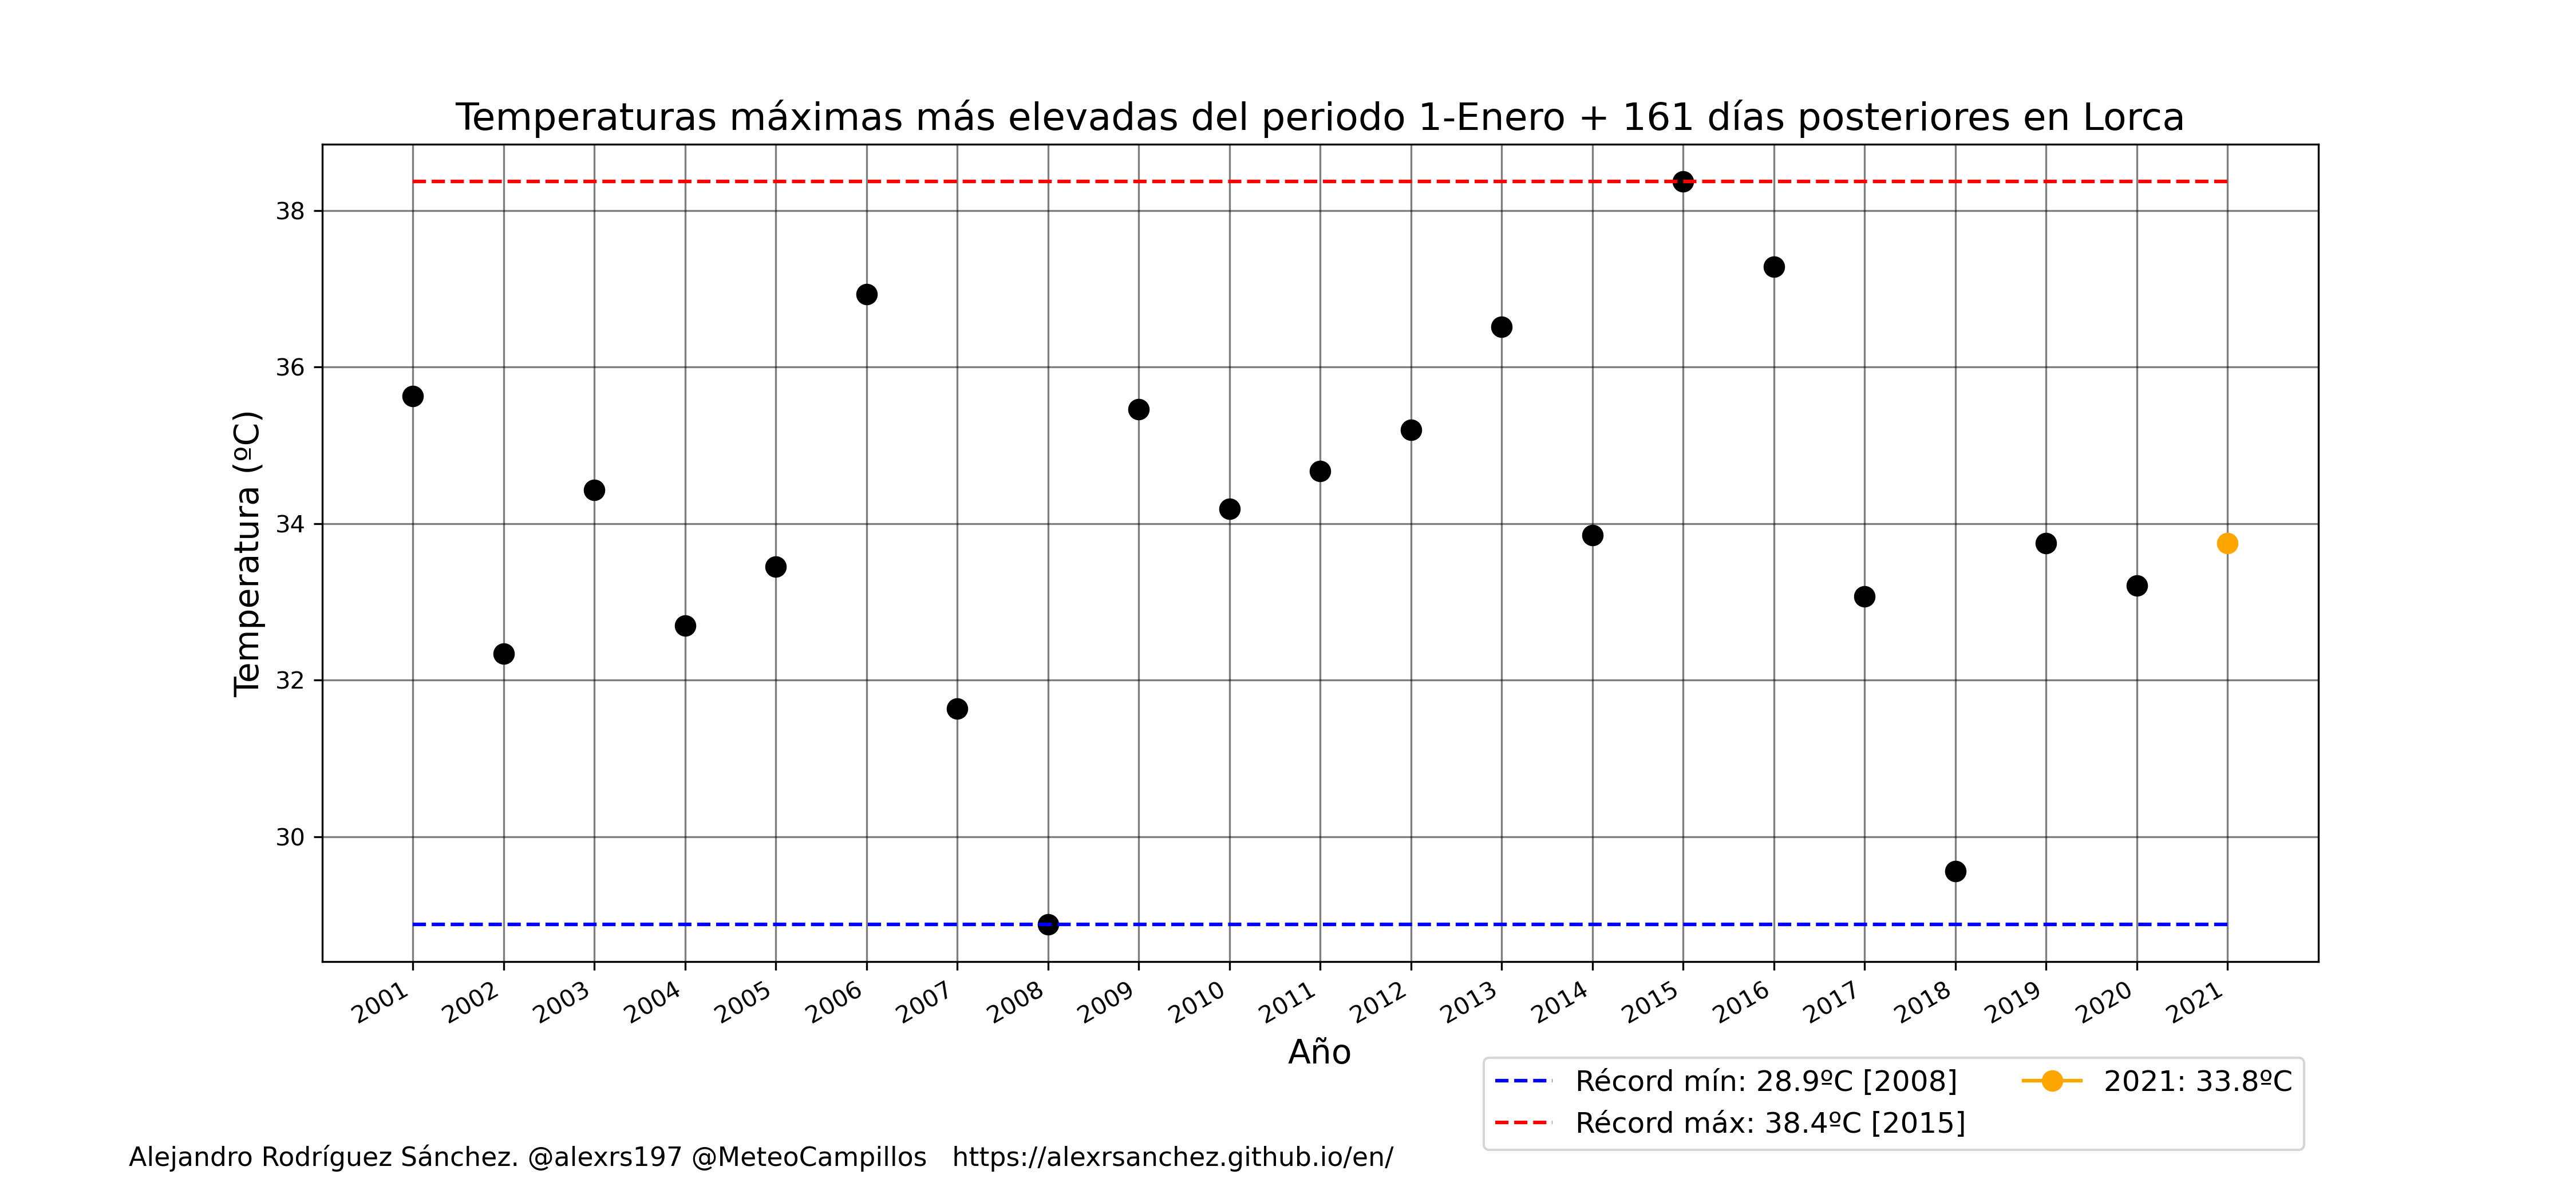 Temperaturas máximas más elevadas del periodo 1-Enero + 161 días posteriores en Lorca
Temperatura (ºC)
38
36
34
32
30
2001 2002 2003 2004 2005 2006 2007 2008 2009 2010 2011 2012 2013 2014 2015 2016 2017 2018 2019 2020 2021
Año
Récord mín: 28.9ºC [2008]
Récord máx: 38.4ºC [2015]
2021: 33.8ºC
Alejandro Rodríguez Sánchez. @alexrs197 @MeteoCampillos https://alexrsanchez.github.io/en/